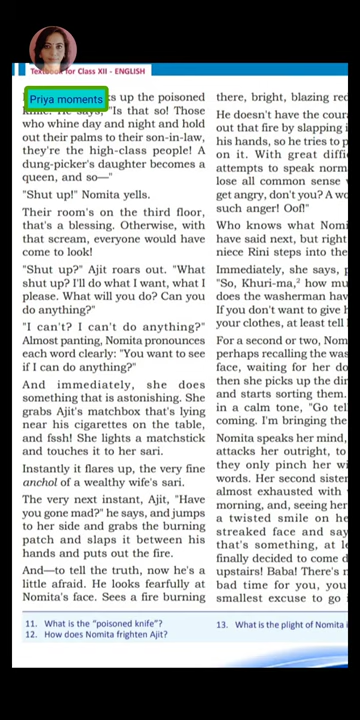 Textbook for Class XII - ENGLISH
Priya moments
up the poisoned
knife. He says, "Is that so! Those
who whine day and night and hold
out their palms to their son-in-law,
they're the high-class people! A
dung-picker's daughter becomes a
queen, and so—"
"Shut up!" Nomita yells.
Their room's on the third floor,
that's a blessing. Otherwise, with
that scream, everyone would have
come to look!
"Shut up?" Ajit roars out. "What
shut up? I'll do what I want, what I
please. What will you do? Can you
do anything?"
"I can't? I can't do anything?"
Almost panting, Nomita pronounces
each word clearly: "You want to see
if I can do anything?"
And immediately, she does
something that is astonishing. She
grabs Ajit's matchbox that's lying
near his cigarettes on the table,
and fssh! She lights a matchstick
and touches it to her sari.
Instantly it flares up, the very fine
anchol of a wealthy wife's sari.
The very next instant, Ajit, "Have
you gone mad?" he says, and jumps
to her side and grabs the burning
patch and slaps it between his
hands and puts out the fire.
And—to tell the truth, now he's a
little afraid. He looks fearfully at
Nomita's face. Sees a fire burning
there, bright, blazing red
He doesn't have the cour
out that fire by slapping i
his hands, so he tries to p
on it. With great diffi
attempts to speak norm
lose all common sense
get angry, don't you? A wo
such anger! Oof!"
Who knows what Nomi
have said next, but right
niece Rini steps into the
Immediately, she says, p
"So, Khuri-ma,² how mu
does the washerman hav
If you don't want to give h
your clothes, at least tell
For a second or two, Nom
perhaps recalling the was
face, waiting for her do
then she picks up the dir
and starts sorting them.
in a calm tone, "Go tel
coming. I'm bringing the
Nomita speaks her mind,
attacks her outright, to
they only pinch her wi
words. Her second sister
almost exhausted with
morning, and, seeing her
a twisted smile on he
streaked face and say
that's something, at le
finally decided to come d
upstairs! Baba! There's n
bad time for you, you
smallest excuse to go
11. What is the "poisoned knife"?
12. How does Nomita frighten Ajit?
13. What is the plight of Nomita i